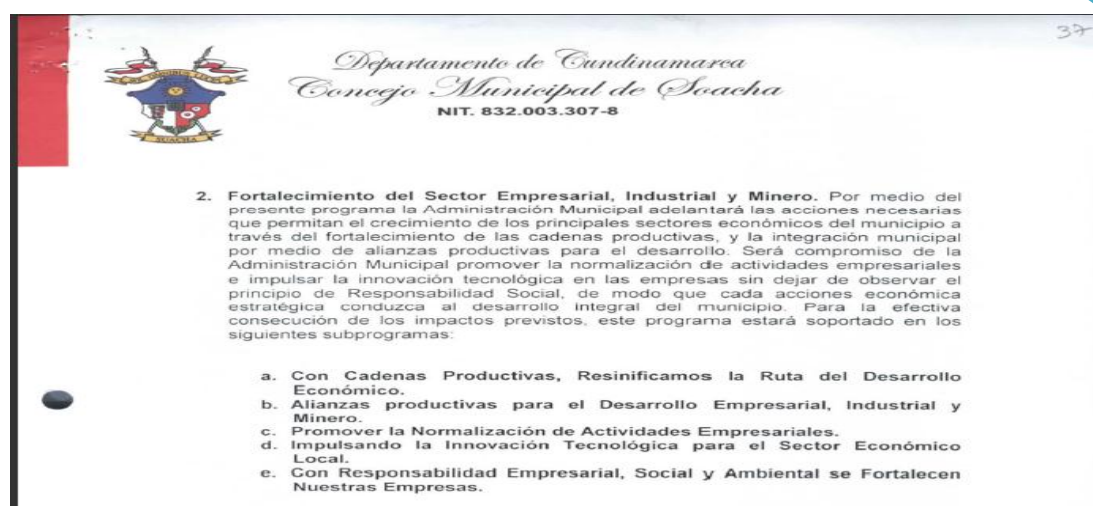 37
Departamento de Cundinamarca
Concejo Municipal de Soacha
NIT. 832.003.307-8
SUACHA
2. Fortalecimiento del Sector Empresarial, Industrial y Minero. Por medio del
presente programa la Administración Municipal adelantará las acciones necesarias
que permitan el crecimiento de los principales sectores económicos del municipio a
través del fortalecimiento de las cadenas productivas, y la integración municipal
por medio de alianzas productivas para el desarrollo. Será compromiso de la
Administración Municipal promover la normalización de actividades empresariales
e impulsar la innovación tecnológica en las empresas sin dejar de observar el
principio de Responsabilidad Social, de modo que cada acciones económica
estratégica conduzca al desarrollo integral del municipio. Para la efectiva
consecución de los impactos previstos, este programa estará soportado en los
siguientes subprogramas:
a. Con Cadenas Productivas, Resinificamos la Ruta del Desarrollo
Económico.
b. Alianzas productivas para el Desarrollo Empresarial, Industrial y
Minero.
c. Promover la Normalización de Actividades Empresariales.
d. Impulsando la Innovación Tecnológica para el Sector Económico
Local.
e. Con Responsabilidad Empresarial, Social y Ambiental se Fortalecen
Nuestras Empresas.